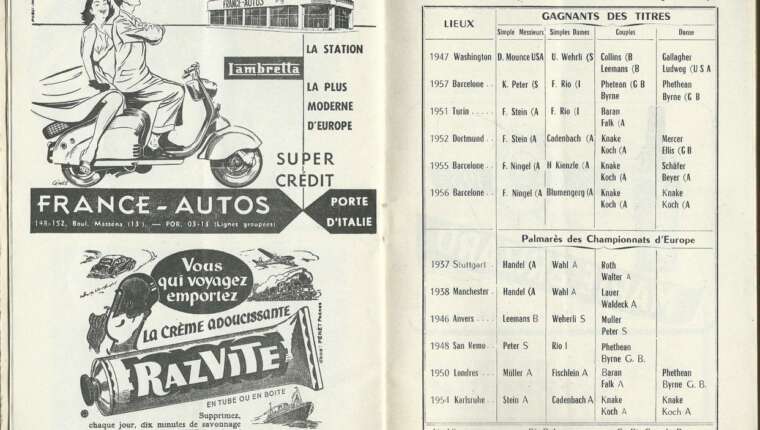 FRANCE-AUTOS
LA STATION
Lambretta
LA PLUS
MODERNE
D'EUROPE
SUPER
CRÉDIT
FRANCE - AUTOS
148-152, Boul. Masséna (13ᵉ). — POR. 03-13 (Lignes groupées)
PORTE
D'ITALIE
Vous
qui voyagez
emportez
LA CRÈME ADOUCISSANTE
RAZVITE
EN TUBE OU EN BOITE
Supprimez,
chaque jour, dix minutes de savonnage
LIEUX GAGNANTS DES TITRES
Simple Messieurs Simples Dames Couples Danse
1947 Washington D. Mounce USA U. Wehrli (S Collins (B Gallagher
Leemans (B Ludweg (U S A
1957 Barcelone . . K. Peter (S F. Rio (I Phetean (G B Phethean
Byrne Byrne (G B
1951 Turin . . . . F. Stein (A F. Rio (I Baran
Falk (A
1952 Dortmund . . F. Stein (A Cadenbach (A Knake Mercer
Koch (A Ellis (G B
1955 Barcelone . . F. Ningel (A H Kienzle (A Knake Schäfer
Koch (A Beyer (A
1956 Barcelone . . F. Ningel (A Blumengerg (A Knake Knake
Koch (A Koch (A
Palmarès des Championnats d'Europe
1937 Stuttgart . Handel (A Wahl A Roth
Walter A
1938 Manchester . Handel (A Wahl A Lauer
Waldeck A
1946 Anvers . . . . Leemans B Weherli S Muller
Peter S
1948 San Remo . . Peter S Rio I Phethean
Byrne G. B.
1950 Londres . . . Müller A Fischlein A Baran Phethean
Falk A Byrne G. B.
1954 Karlsruhe . . Stein A Cadenbach A Knake Knake
Koch A Koch A